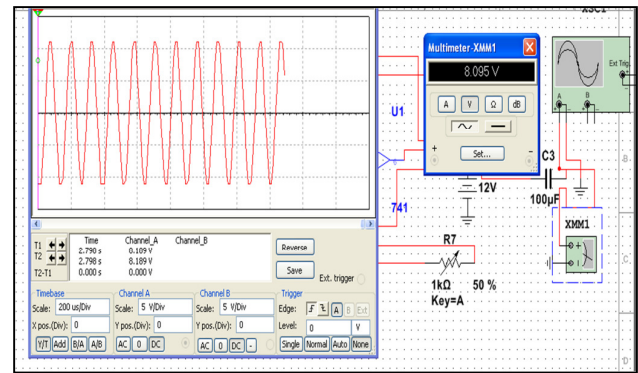 XSC1
Multimeter-XMM1
X
8.095 V
A V Ω dB
Set...
+ -
U1
741
12V
C3
100µF
Ext Trig
A B
XMM1
R7
1kΩ 50 %
Key=A
B
C
D
T1
T2
T2-T1
Time Channel_A Channel_B
2.790 s 8.189 V
2.798 s 8.189 V
0.000 s 0.000 V
Reverse
Save
Ext. trigger
Timebase
Scale: 200 us/Div
X pos.(Div): 0
Y/T Add B/A A/B
Channel A
Scale: 5 V/Div
Y pos.(Div): 0
AC 0 DC
Channel B
Scale: 5 V/Div
Y pos.(Div): 0
AC 0 DC -
Trigger
Edge: A B Ext
Level: 0 V
Single Normal Auto None